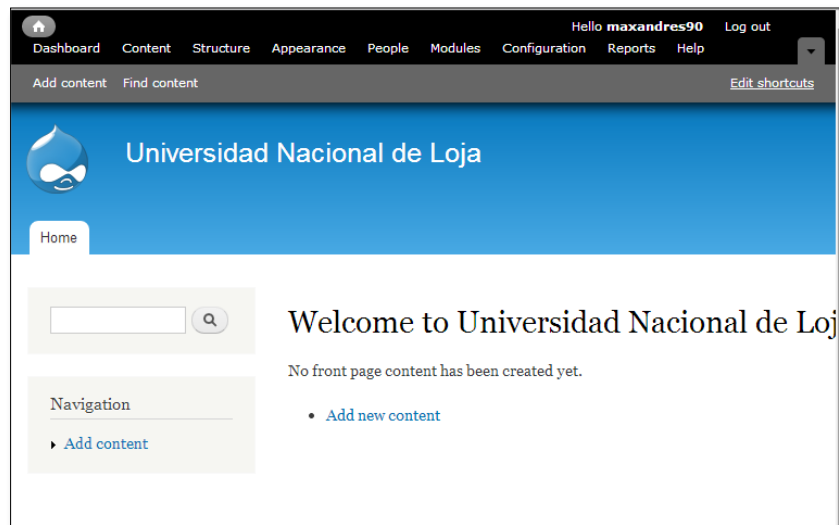 Hello maxandres90 Log out
Dashboard Content Structure Appearance People Modules Configuration Reports Help
Add content Find content Edit shortcuts
Universidad Nacional de Loja
Home
Welcome to Universidad Nacional de Loj
No front page content has been created yet.
Add new content
Navigation
Add content